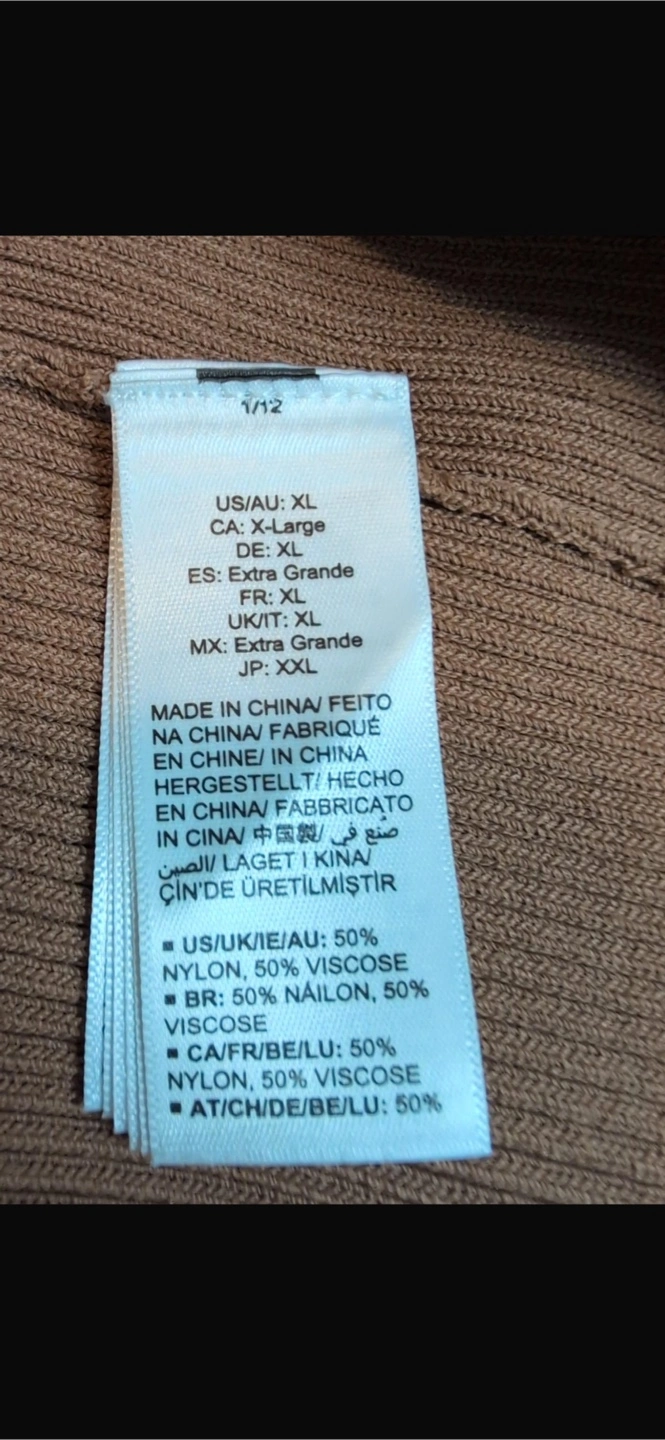 1/12
US/AU: XL
CA: X-Large
DE: XL
ES: Extra Grande
FR: XL
UK/IT: XL
MX: Extra Grande
JP: XXL
MADE IN CHINA/ FEITO
NA CHINA/ FABRIQUÉ
EN CHINE/ IN CHINA
HERGESTELLT/ HECHO
EN CHINA/ FABBRICATO
IN CINA/ 中国製/ صنع في
الصين/ LAGET I KINA/
ÇİN'DE ÜRETİLMİŞTİR
▪ US/UK/IE/AU: 50%
NYLON, 50% VISCOSE
▪ BR: 50% NÁILON, 50%
VISCOSE
▪ CA/FR/BE/LU: 50%
NYLON, 50% VISCOSE
▪ AT/CH/DE/BE/LU: 50%